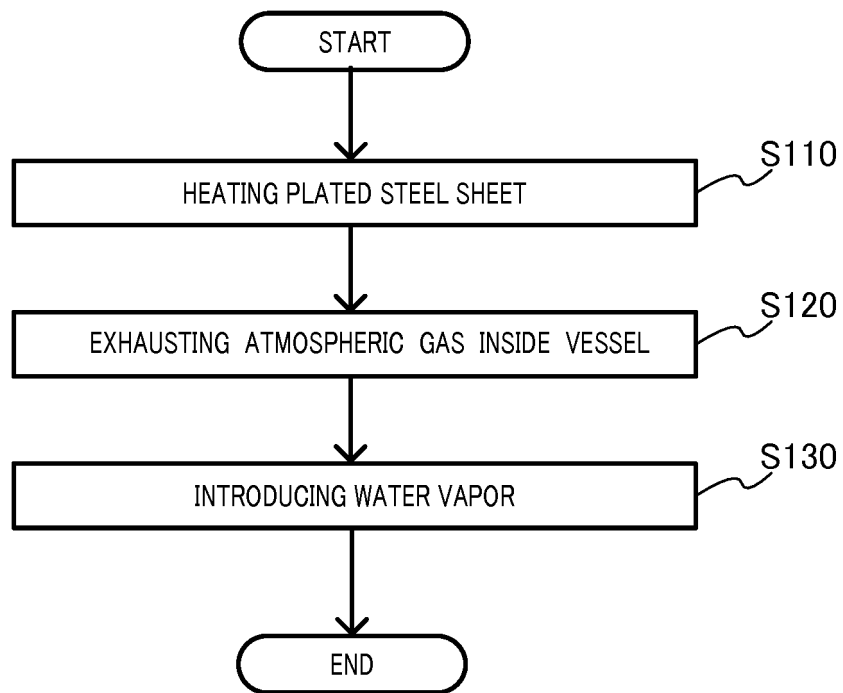 START
S110
HEATING PLATED STEEL SHEET
S120
EXHAUSTING ATMOSPHERIC GAS INSIDE VESSEL
S130
INTRODUCING WATER VAPOR
END